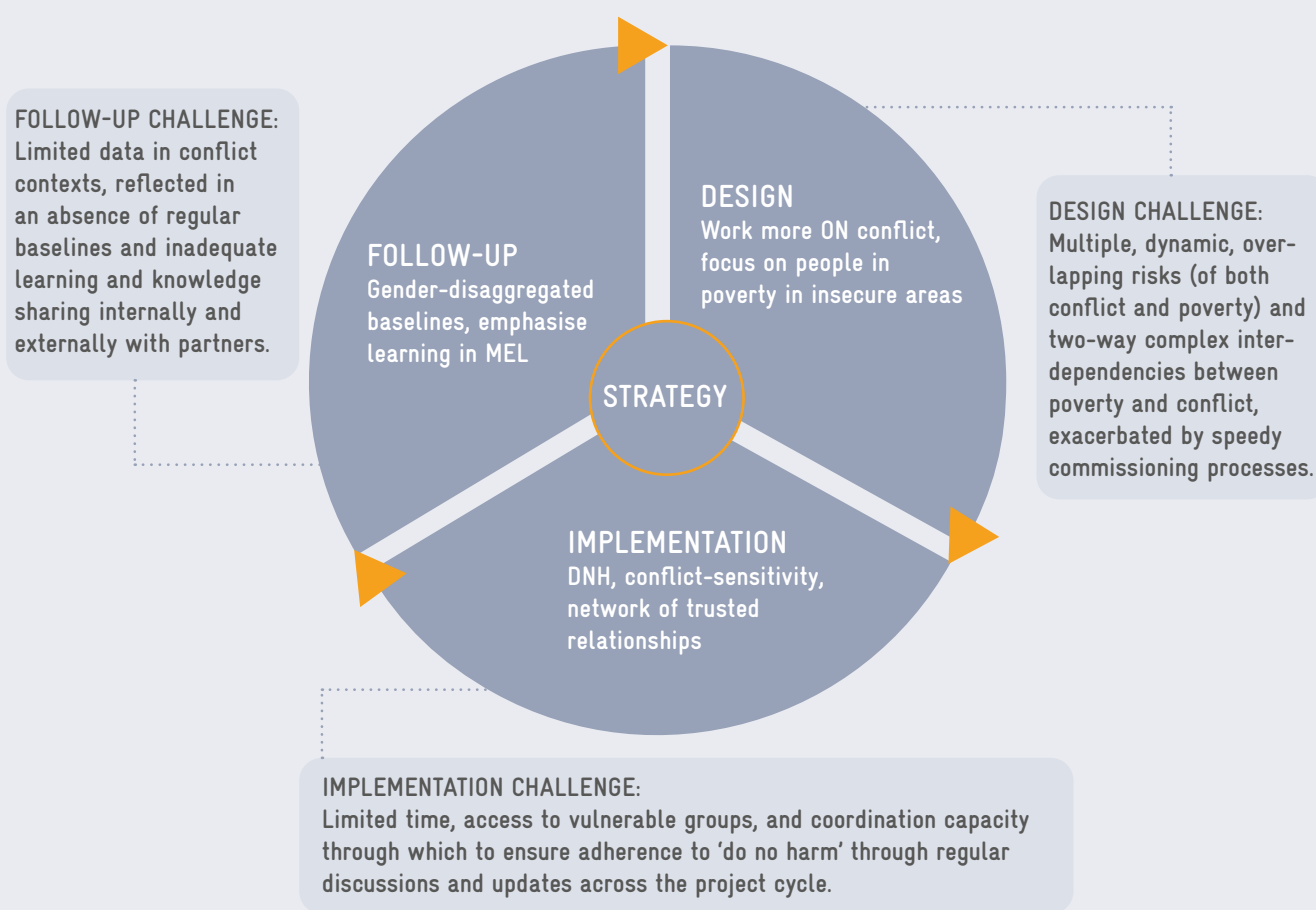 FOLLOW-UP CHALLENGE:
Limited data in conflict
contexts, reflected in
an absence of regular
baselines and inadequate
learning and knowledge
sharing internally and
externally with partners.
FOLLOW-UP
Gender-disaggregated
baselines, emphasise
learning in MEL
DESIGN
Work more ON conflict,
focus on people in
poverty in insecure areas
DESIGN CHALLENGE:
Multiple, dynamic, over-
lapping risks (of both
conflict and poverty) and
two-way complex inter-
dependencies between
poverty and conflict,
exacerbated by speedy
commissioning processes.
STRATEGY
IMPLEMENTATION
DNH, conflict-sensitivity,
network of trusted
relationships
IMPLEMENTATION CHALLENGE:
Limited time, access to vulnerable groups, and coordination capacity
through which to ensure adherence to ‘do no harm’ through regular
discussions and updates across the project cycle.